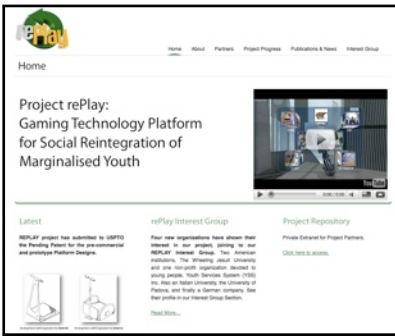 rePlay
Home About Partners Project Progress Publications & News Interest Group
Home
Project rePlay:
Gaming Technology Platform
for Social Reintegration of
Marginalised Youth
YouTube
Latest
REPLAY project has submitted to USPTO
the Pending Patent for the pre-commercial
and prototype Platform Designs.
rePlay Interest Group
Four new organizations have shown their
interest in our project, joining to our
REPLAY Interest Group. Two American
institutions, The Wheeling Jesuit University
and one non-profit organization devoted to
young people, Youth Services System (YSS)
Inc. Also an Italian University, the University of
Padova, and finally a German company. See
their profile in our Interest Group Section.
Read More...
Project Repository
Private Extranet for Project Partners.
Click here to access.